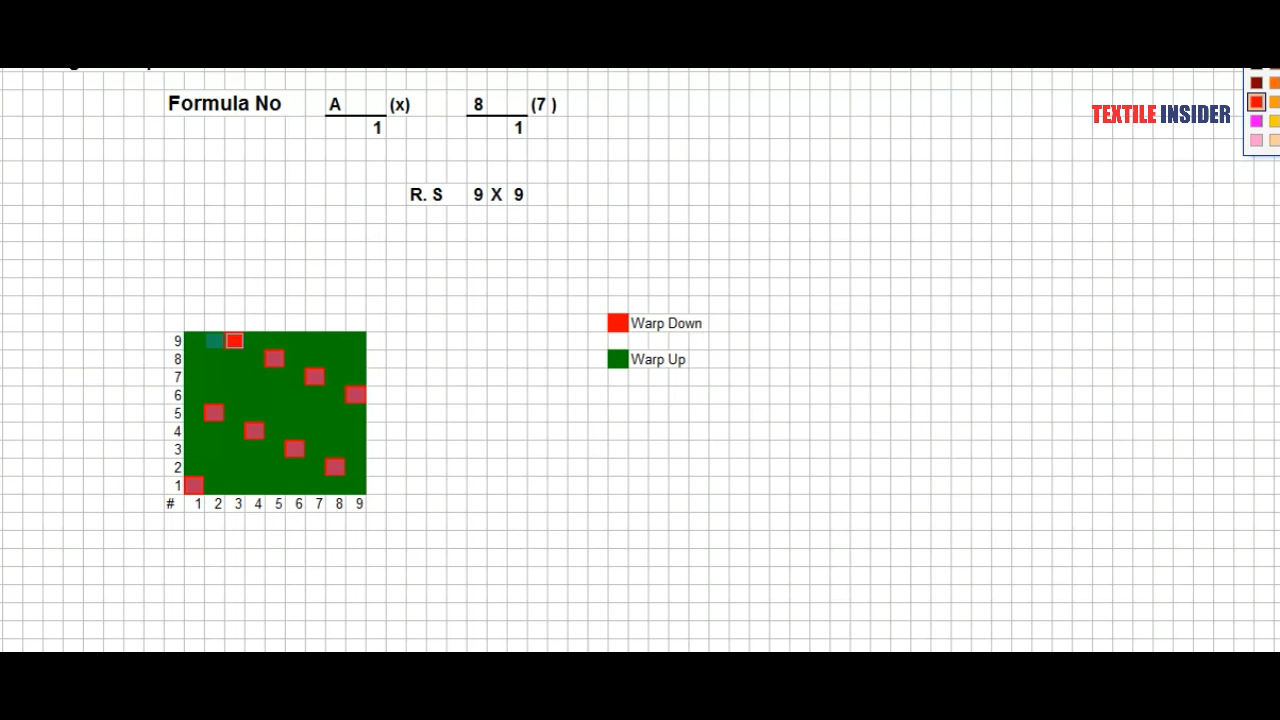 Formula No A (x) 8 (7 )
1 1
TEXTILE INSIDER
R. S 9 X 9
Warp Down
Warp Up
9
8
7
6
5
4
3
2
1
# 1 2 3 4 5 6 7 8 9